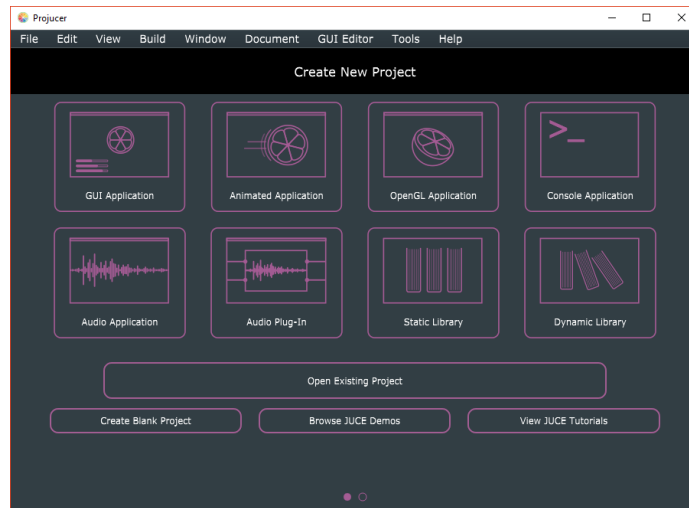 Projucer
File Edit View Build Window Document GUI Editor Tools Help
Create New Project
>_
GUI Application Animated Application OpenGL Application Console Application
Audio Application Audio Plug-In Static Library Dynamic Library
Open Existing Project
Create Blank Project Browse JUCE Demos View JUCE Tutorials